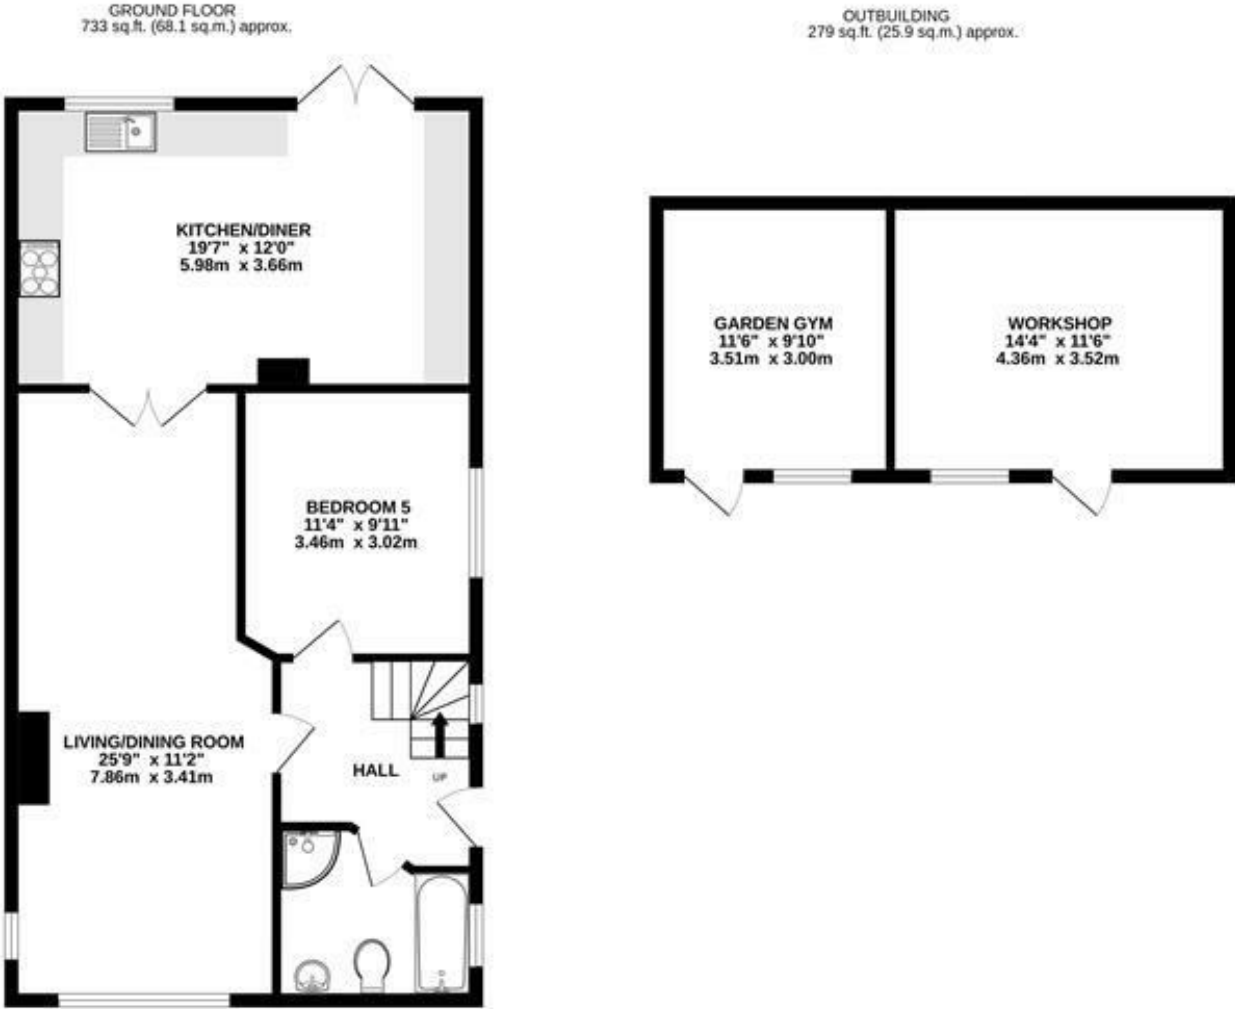 GROUND FLOOR
733 sq.ft. (68.1 sq.m.) approx.
OUTBUILDING
279 sq.ft. (25.9 sq.m.) approx.
KITCHEN/DINER
19'7" x 12'0"
5.98m x 3.66m
GARDEN GYM
11'6" x 9'10"
3.51m x 3.00m
WORKSHOP
14'4" x 11'6"
4.36m x 3.52m
BEDROOM 5
11'4" x 9'11"
3.46m x 3.02m
LIVING/DINING ROOM
25'9" x 11'2"
7.86m x 3.41m
HALL
UP